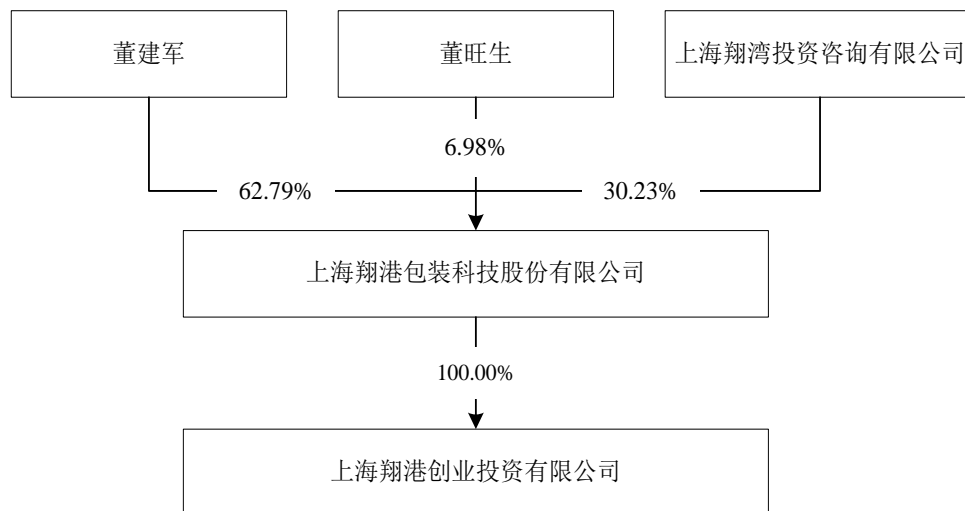 董建军
董旺生
上海翔湾投资咨询有限公司
6.98%
62.79%
30.23%
上海翔港包装科技股份有限公司
100.00%
上海翔港创业投资有限公司